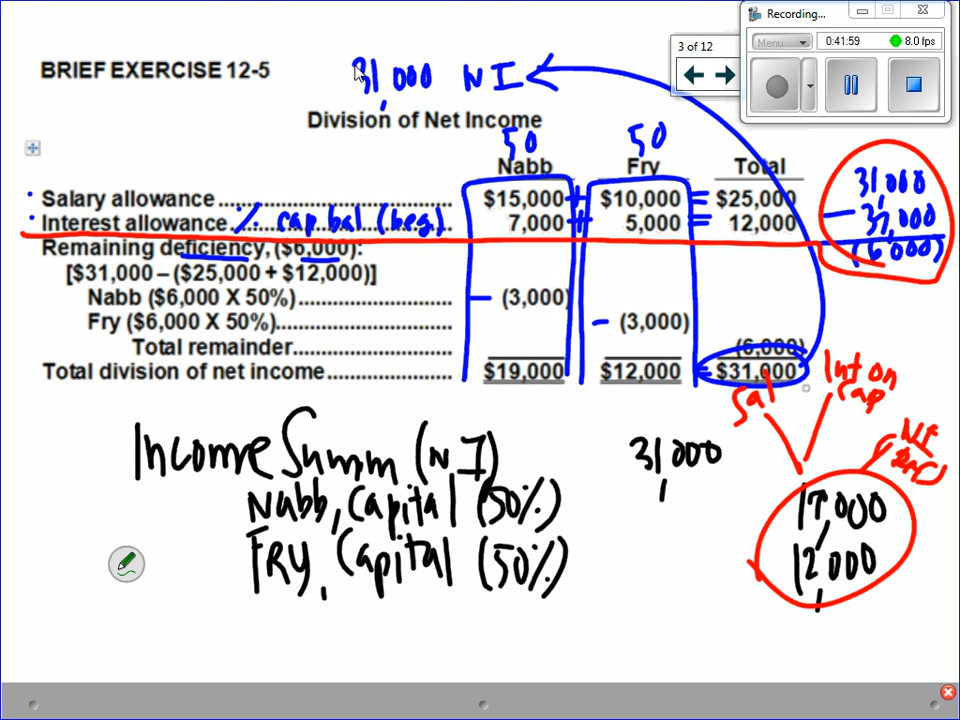 Recording...
Menu
0:41:59
8.0 fps
3 of 12
BRIEF EXERCISE 12-5
31,000 NI
Division of Net Income
50 50
Nabb Fry Total
Salary allowance ........ $15,000 + $10,000 = $25,000
Interest allowance % cap bal (beg) 7,000 + 5,000 = 12,000
31,000
- 37,000
(6,000)
Remaining deficiency, ($6,000):
[$31,000 – ($25,000 + $12,000)]
Nabb ($6,000 X 50%) ........ - (3,000)
Fry ($6,000 X 50%) ........ - (3,000)
Total remainder ........ (6,000)
Total division of net income ........ $19,000 $12,000 = $31,000
Sal
Int on
Cap
Income Summ (NI) 31,000
Nabb, Capital (50%) 19,000
FRY, Capital (50%) 12,000